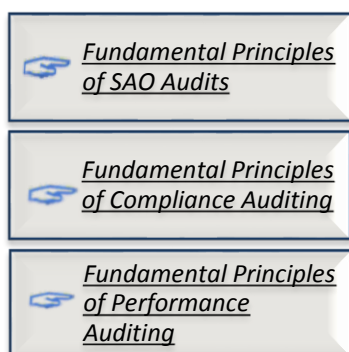 Fundamental Principles
of SAO Audits
Fundamental Principles
of Compliance Auditing
Fundamental Principles
of Performance
Auditing